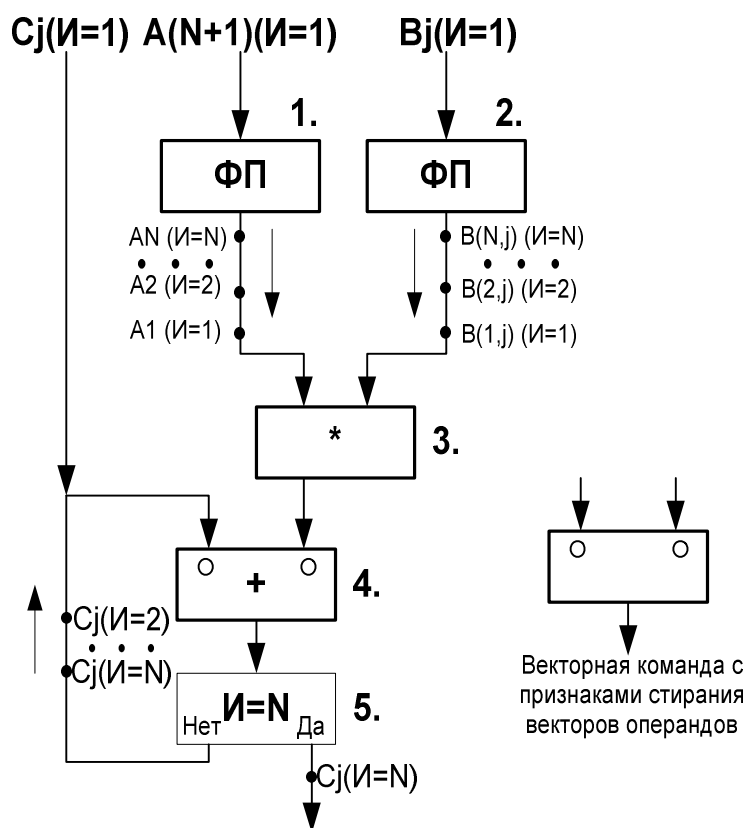 Cj(И=1) A(N+1)(И=1) Bj(И=1)
1. 2.
ФП ФП
AN (И=N) B(N,j) (И=N)
A2 (И=2) B(2,j) (И=2)
A1 (И=1) B(1,j) (И=1)
* 3.
+ 4.
Cj(И=2)
Cj(И=N)
И=N 5.
Нет Да
Cj(И=N)
Векторная команда с
признаками стирания
векторов операндов